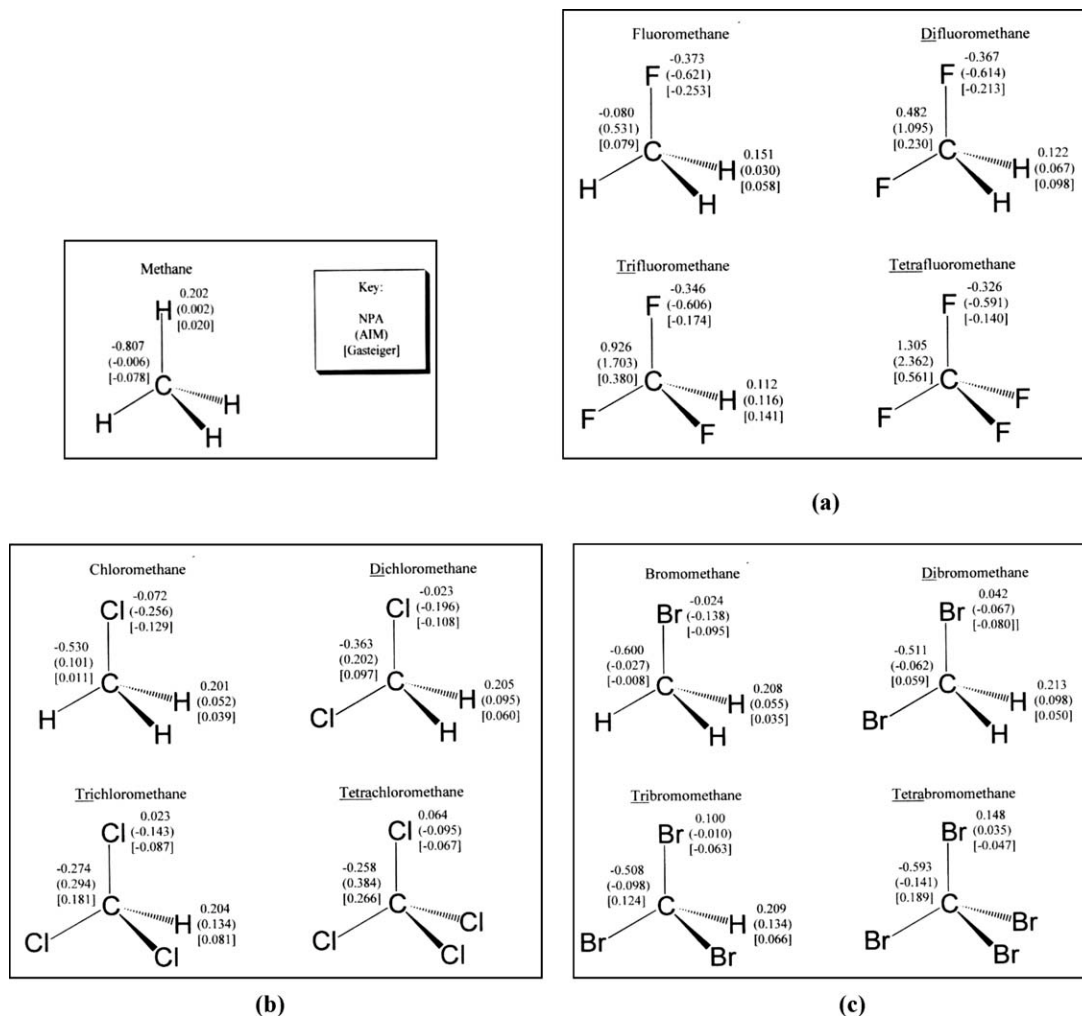 Methane
0.202
(0.002)
[0.020]
H
-0.807
(-0.006)
[-0.078]
C
H
H
H
Key:
NPA
(AIM)
[Gasteiger]
Fluoromethane
-0.373
(-0.621)
[-0.253]
F
-0.080
(0.531)
[0.079]
C
0.151
(0.030)
[0.058]
H
H
H
Difluoromethane
-0.367
(-0.614)
[-0.213]
F
0.482
(1.095)
[0.230]
C
0.122
(0.067)
[0.098]
H
F
H
Trifluoromethane
-0.346
(-0.606)
[-0.174]
F
0.926
(1.703)
[0.380]
C
0.112
(0.116)
[0.141]
H
F
F
Tetrafluoromethane
-0.326
(-0.591)
[-0.140]
F
1.305
(2.362)
[0.561]
C
F
F
F
(a)
Chloromethane
-0.072
(-0.256)
[-0.129]
Cl
-0.530
(0.101)
[0.011]
C
0.201
(0.052)
[0.039]
H
H
H
Dichloromethane
-0.023
(-0.196)
[-0.108]
Cl
-0.363
(0.202)
[0.097]
C
0.205
(0.095)
[0.060]
H
Cl
H
Trichloromethane
0.023
(-0.143)
[-0.087]
Cl
-0.274
(0.294)
[0.181]
C
0.204
(0.134)
[0.081]
H
Cl
Cl
Tetrachloromethane
0.064
(-0.095)
[-0.067]
Cl
-0.258
(0.384)
[0.266]
C
Cl
Cl
Cl
(b)
Bromomethane
-0.024
(-0.138)
[-0.095]
Br
-0.600
(-0.027)
[-0.008]
C
0.208
(0.055)
[0.035]
H
H
H
Dibromomethane
0.042
(-0.067)
[-0.080]]
Br
-0.511
(-0.062)
[0.059]
C
0.213
(0.098)
[0.050]
H
Br
H
Tribromomethane
0.100
(-0.010)
[-0.063]
Br
-0.508
(-0.098)
[0.124]
C
0.209
(0.134)
[0.066]
H
Br
Br
Tetrabromomethane
0.148
(0.035)
[-0.047]
Br
-0.593
(-0.141)
[0.189]
C
Br
Br
Br
(c)